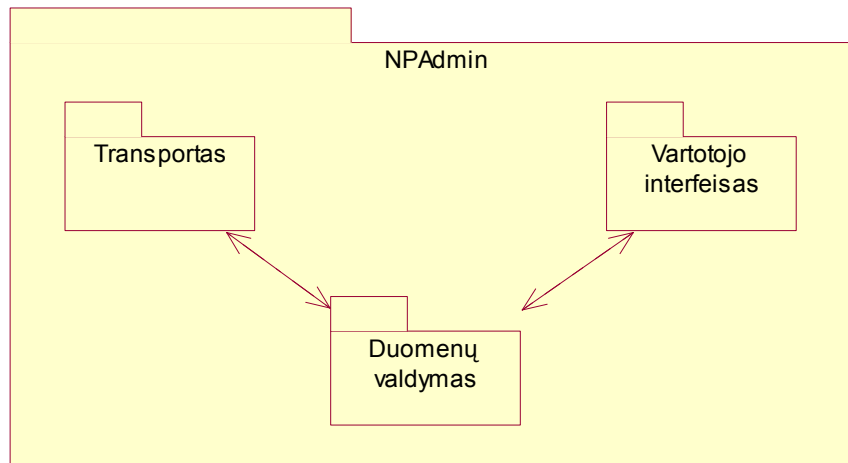 NPAdmin
Transportas
Vartotojo
interfeisas
Duomenų
valdymas